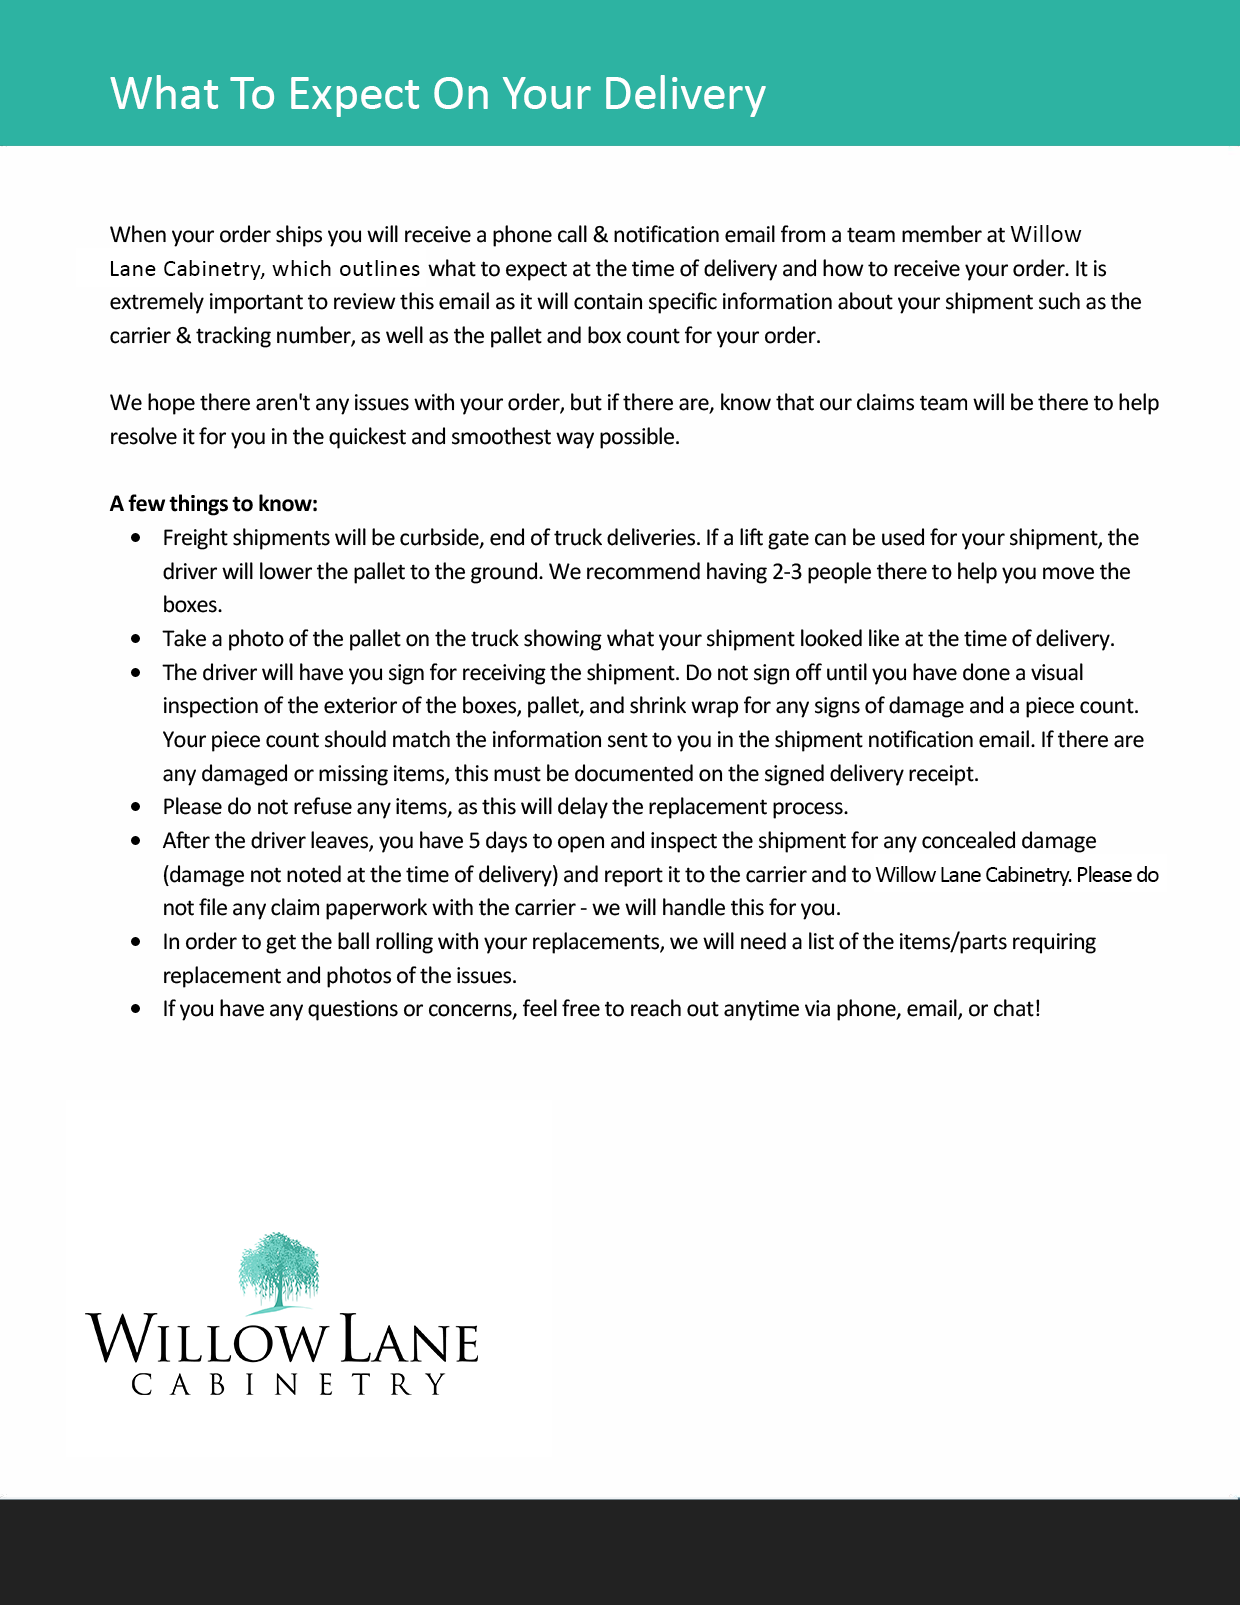 What To Expect On Your Delivery
When your order ships you will receive a phone call & notification email from a team member at Willow
Lane Cabinetry, which outlines what to expect at the time of delivery and how to receive your order. It is
extremely important to review this email as it will contain specific information about your shipment such as the
carrier & tracking number, as well as the pallet and box count for your order.
We hope there aren't any issues with your order, but if there are, know that our claims team will be there to help
resolve it for you in the quickest and smoothest way possible.
A few things to know:
• Freight shipments will be curbside, end of truck deliveries. If a lift gate can be used for your shipment, the
driver will lower the pallet to the ground. We recommend having 2-3 people there to help you move the
boxes.
• Take a photo of the pallet on the truck showing what your shipment looked like at the time of delivery.
• The driver will have you sign for receiving the shipment. Do not sign off until you have done a visual
inspection of the exterior of the boxes, pallet, and shrink wrap for any signs of damage and a piece count.
Your piece count should match the information sent to you in the shipment notification email. If there are
any damaged or missing items, this must be documented on the signed delivery receipt.
• Please do not refuse any items, as this will delay the replacement process.
• After the driver leaves, you have 5 days to open and inspect the shipment for any concealed damage
(damage not noted at the time of delivery) and report it to the carrier and to Willow Lane Cabinetry. Please do
not file any claim paperwork with the carrier - we will handle this for you.
• In order to get the ball rolling with your replacements, we will need a list of the items/parts requiring
replacement and photos of the issues.
• If you have any questions or concerns, feel free to reach out anytime via phone, email, or chat!
WILLOW LANE
CABINETRY